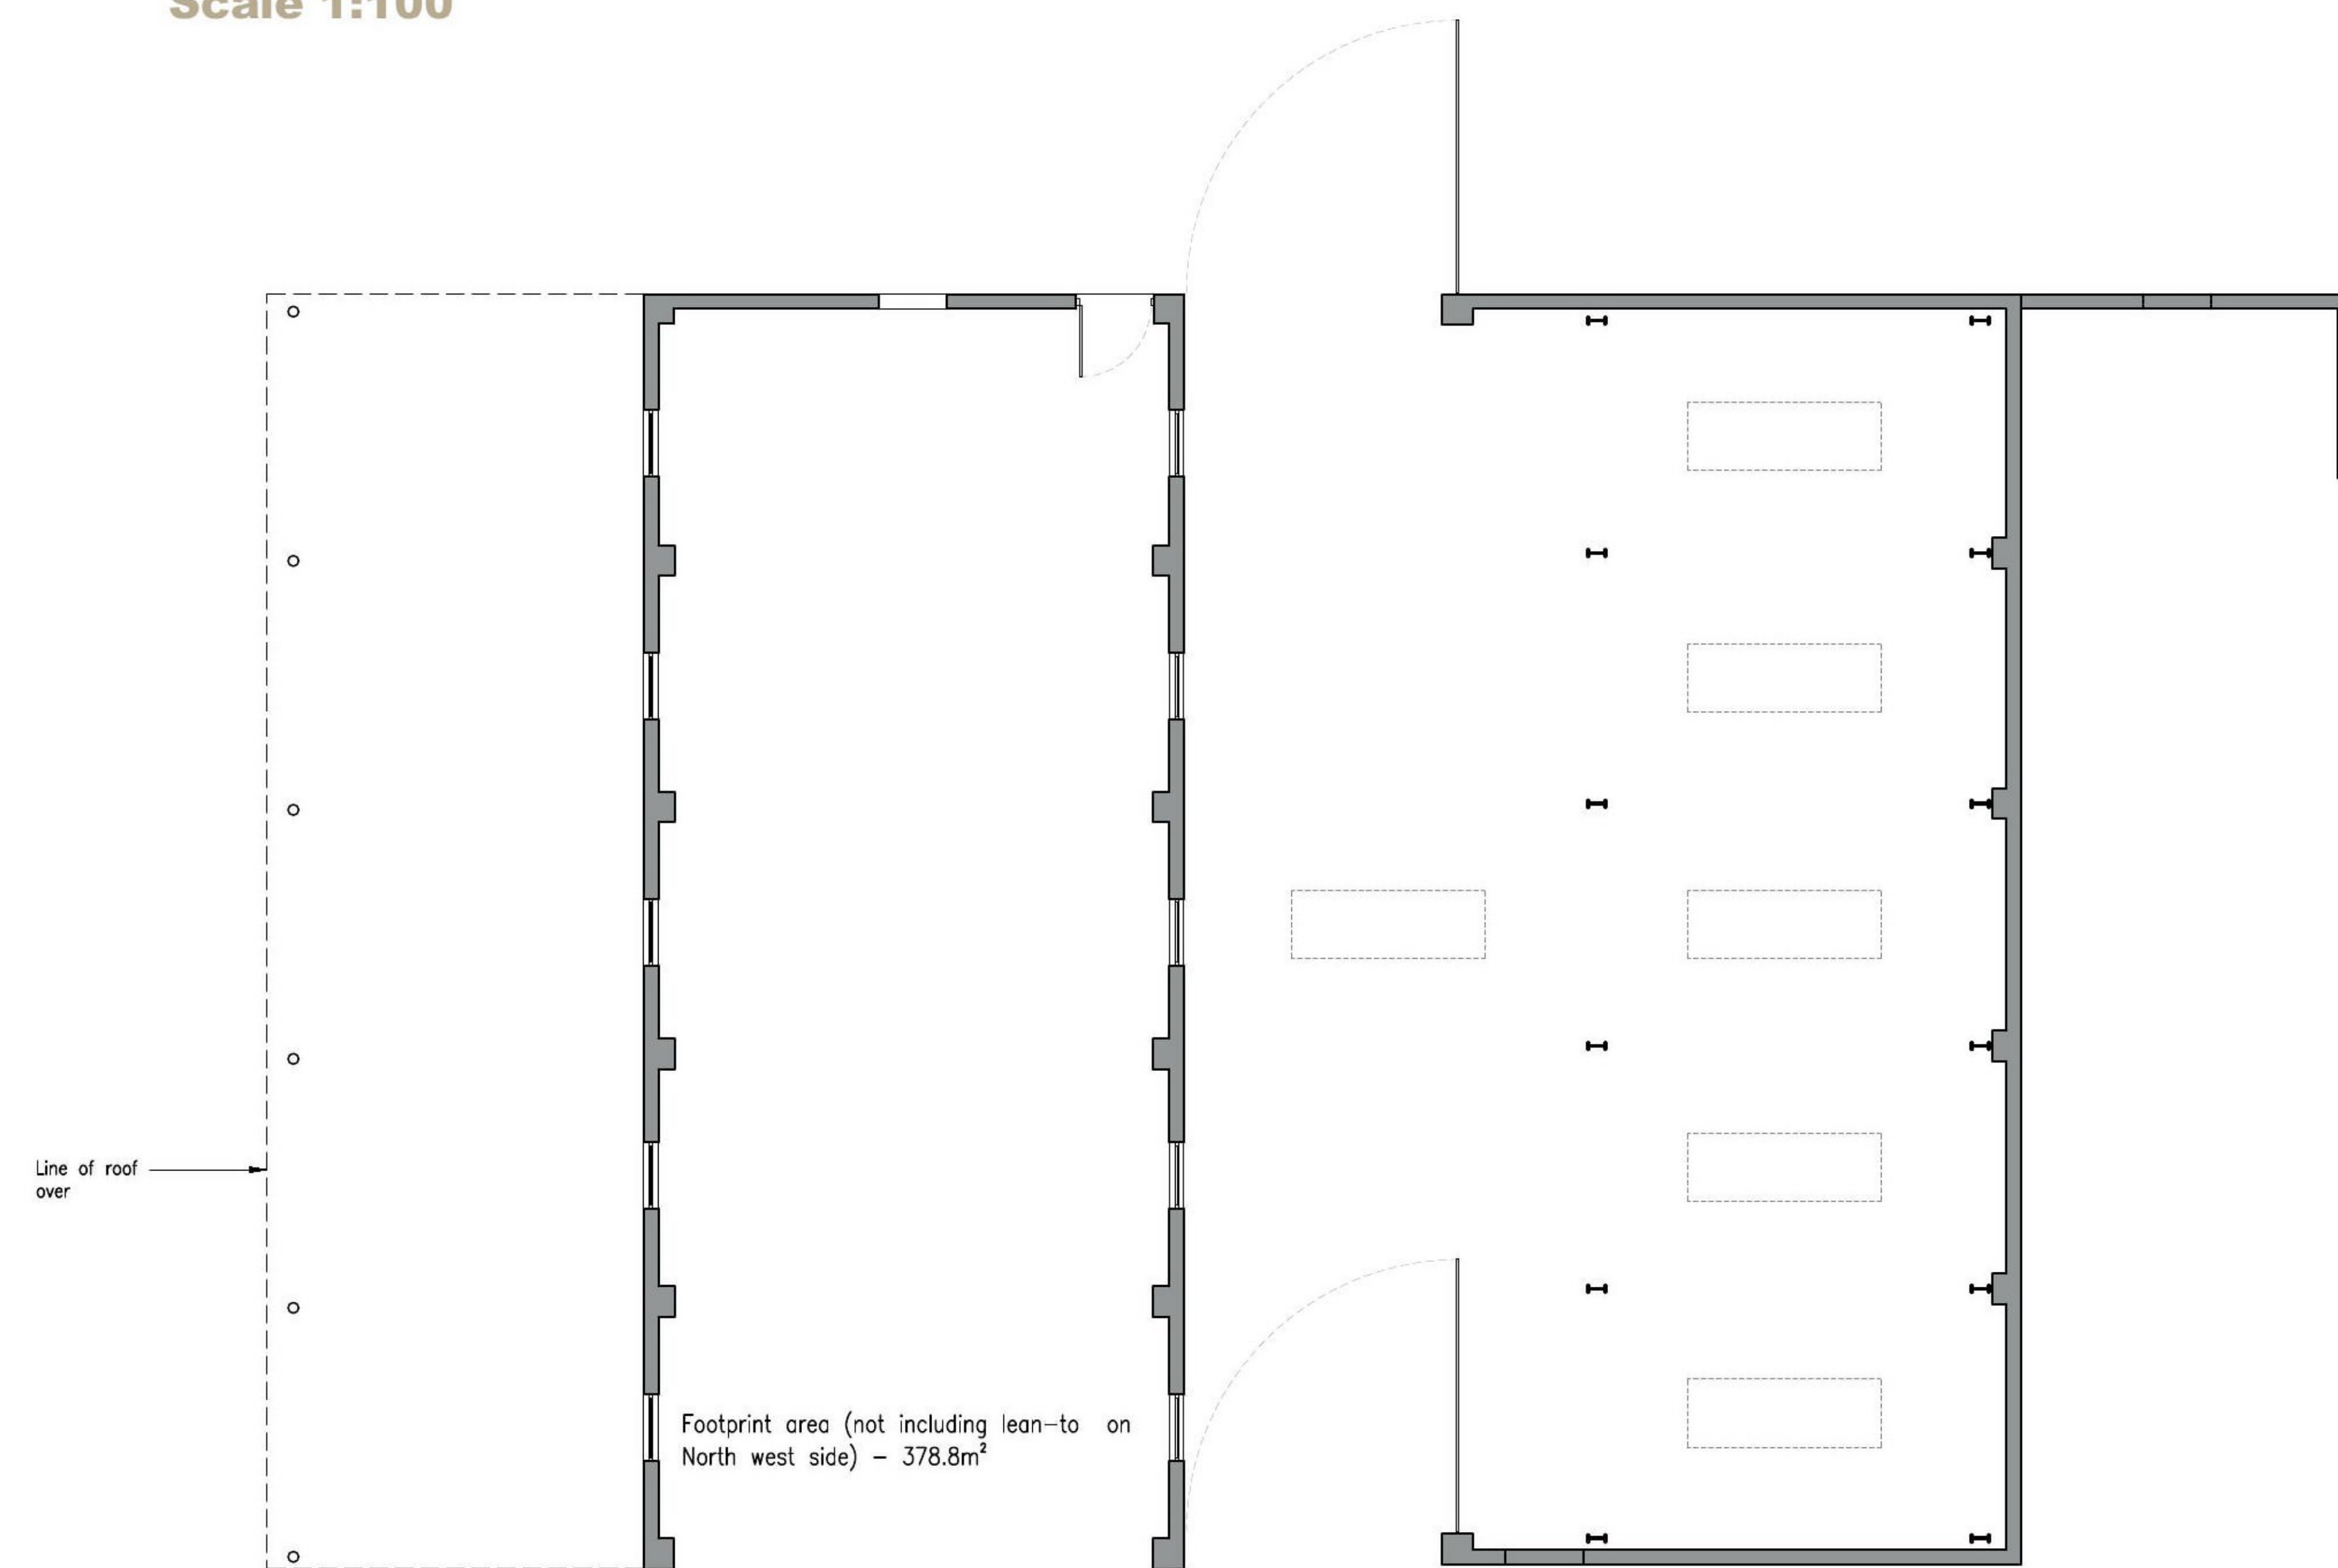 Scale 1:100
Line of roof
over
Footprint area (not including lean-to on
North west side) - 378.8m²